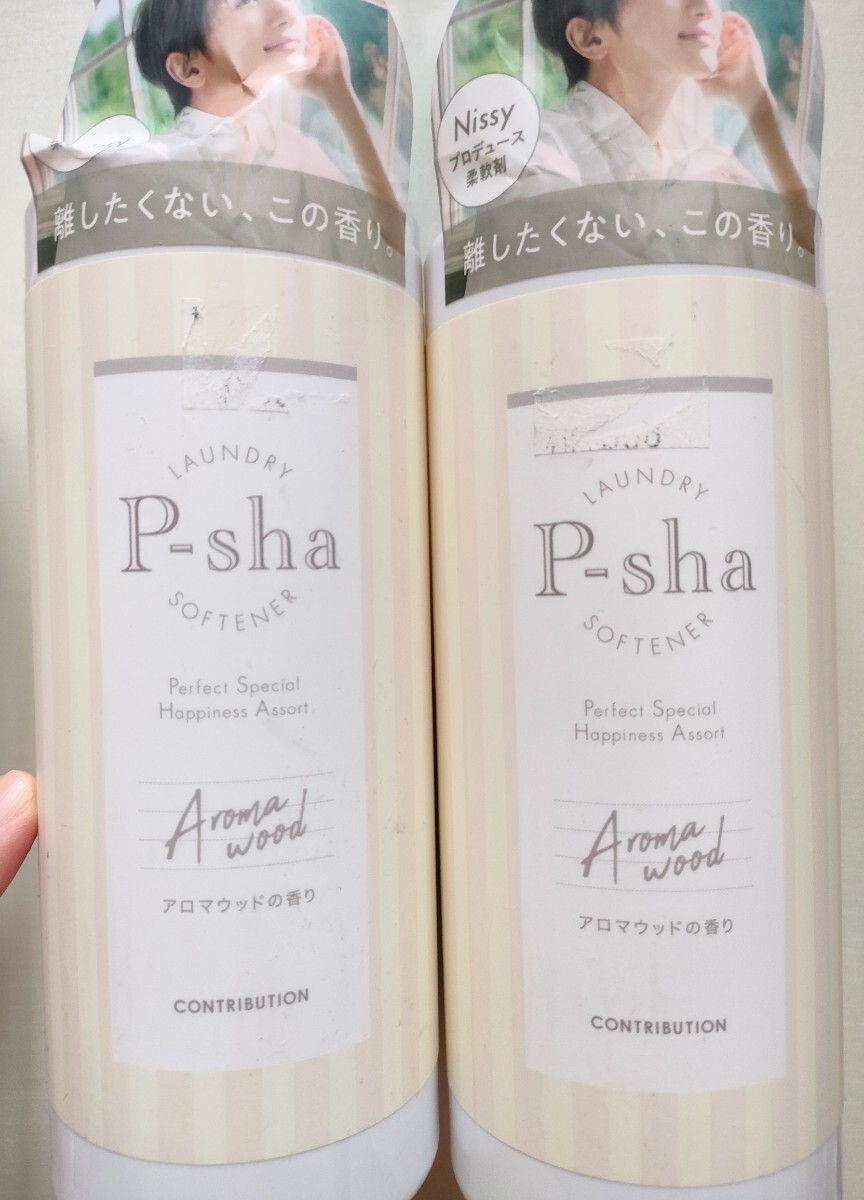 Nissy
離したくない、この香り。
LAUNDRY
P-sha
SOFTENER
Perfect Special
Happiness Assort
Aroma
wood
アロマウッドの香り
CONTRIBUTION
Nissy
プロデュース
柔軟剤
離したくない、この香り。
LAUNDRY
P-sha
SOFTENER
Perfect Special
Happiness Assort
Aroma
wood
アロマウッドの香り
CONTRIBUTION